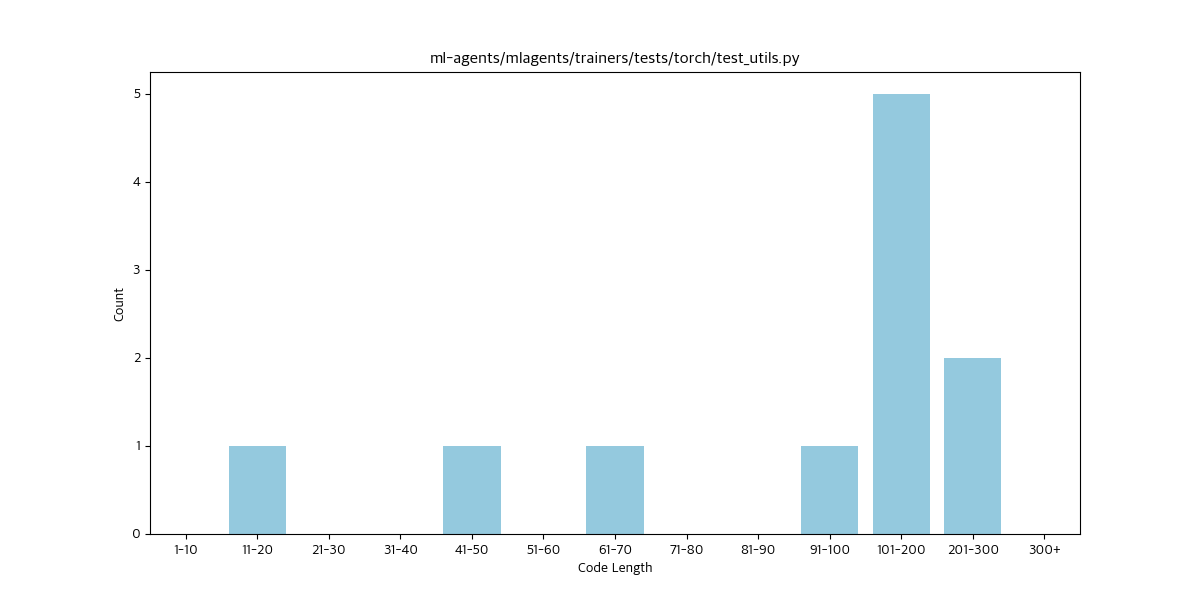 ml-agents/mlagents/trainers/tests/torch/test_utils.py
5
4
3
2
1
0
Count
1-10 11-20 21-30 31-40 41-50 51-60 61-70 71-80 81-90 91-100 101-200 201-300 300+
Code Length